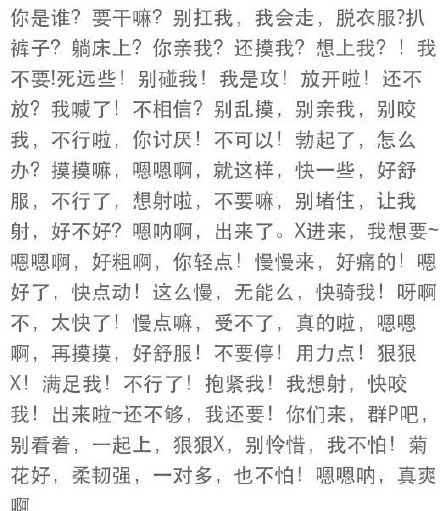 你是谁？要干嘛？别扛我，我会走，脱衣服?扒
裤子？躺床上？你亲我？还摸我？想上我？！我
不要!死远些！别碰我！我是攻！放开啦！还不
放？我喊了！不相信？别乱摸，别亲我，别咬
我，不行啦，你讨厌！不可以！勃起了，怎么
办？摸摸嘛，嗯嗯啊，就这样，快一些，好舒
服，不行了，想射啦，不要嘛，别堵住，让我
射，好不好？嗯呐啊，出来了。X进来，我想要~
嗯嗯啊，好粗啊，你轻点！慢慢来，好痛的！嗯
好了，快点动！这么慢，无能么，快骑我！呀啊
不，太快了！慢点嘛，受不了，真的啦，嗯嗯
啊，再摸摸，好舒服！不要停！用力点！狠狠
X！满足我！不行了！抱紧我！我想射，快咬
我！出来啦~还不够，我还要！你们来，群P吧，
别看着，一起上，狠狠X，别怜惜，我不怕！菊
花好，柔韧强，一对多，也不怕！嗯嗯呐，真爽
啊